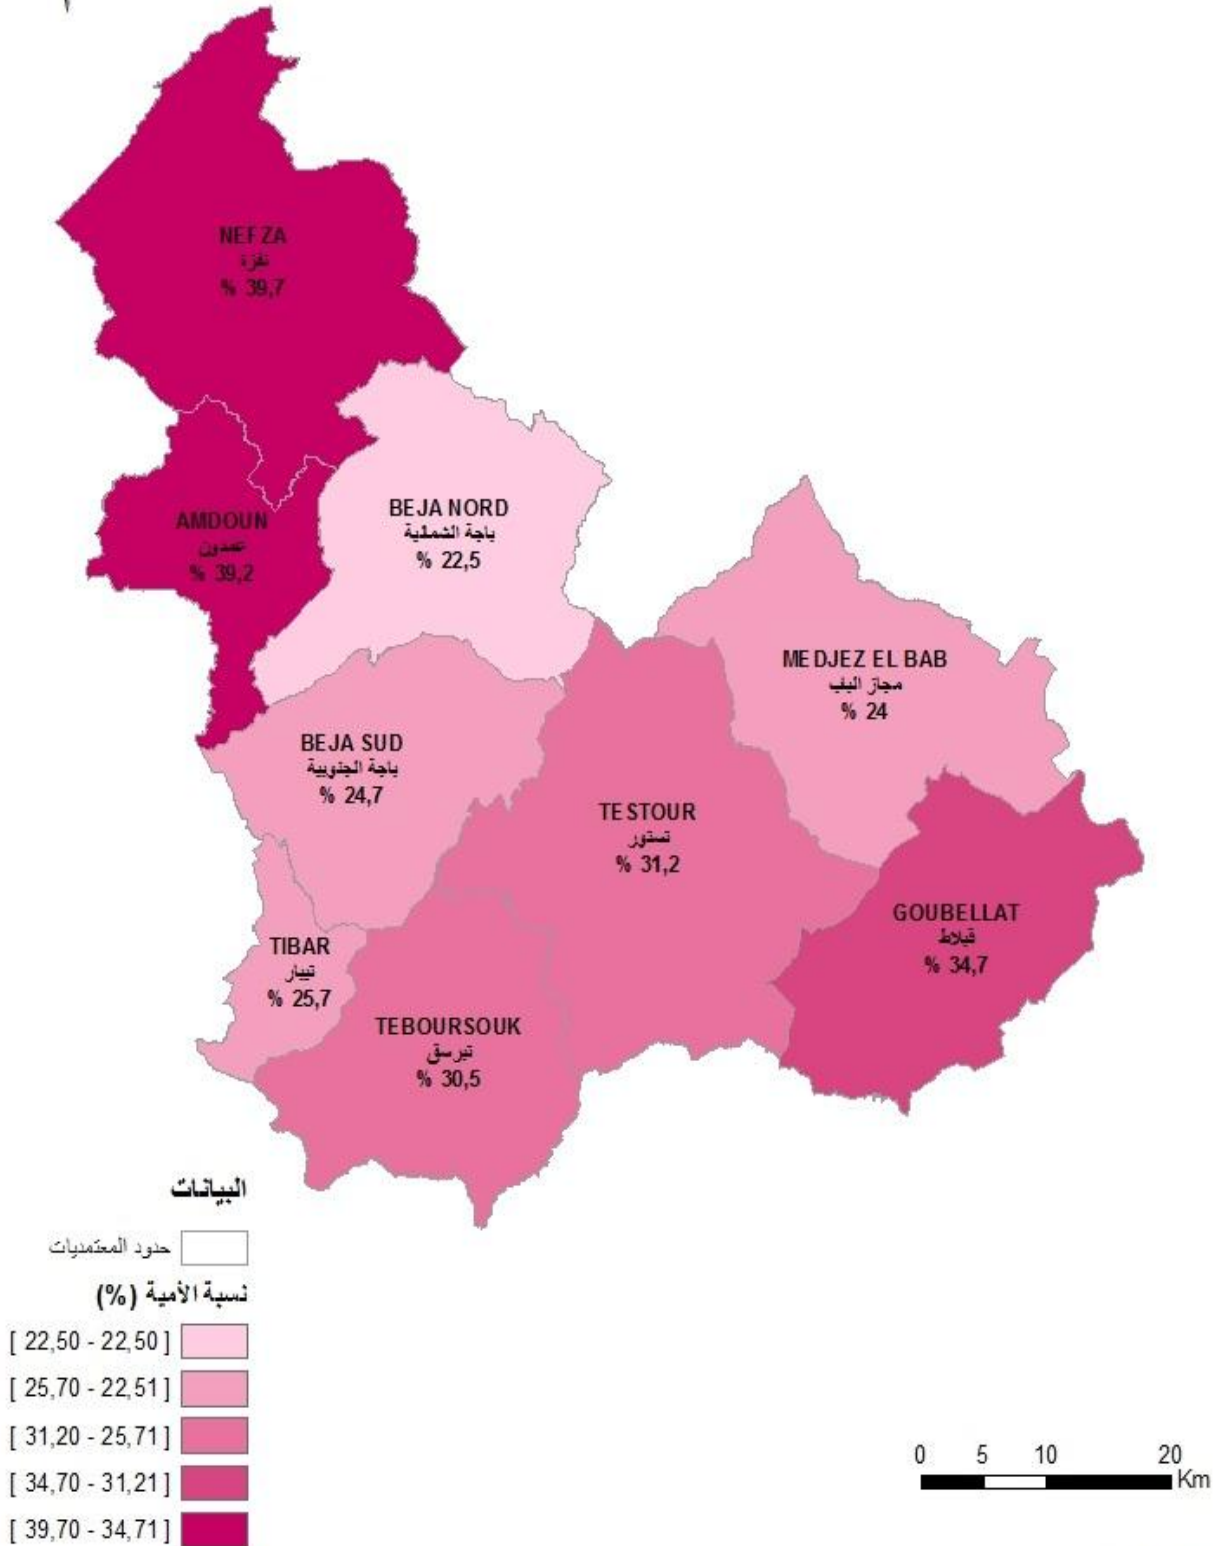 NEFZA
نفزة
% 39,7
AMDOUN
عمدون
% 39,2
BEJA NORD
باجة الشمالية
% 22,5
MEDJEZ EL BAB
مجاز الباب
% 24
BEJA SUD
باجة الجنوبية
% 24,7
TESTOUR
تستور
% 31,2
GOUBELLAT
قبلاط
% 34,7
TIBAR
تيبار
% 25,7
TEBOURSOUK
تبرسق
% 30,5
البيانات
حدود المعتمديات
نسبة الأمية (%)
[ 22,50 - 22,50 ]
[ 25,70 - 22,51 ]
[ 31,20 - 25,71 ]
[ 34,70 - 31,21 ]
[ 39,70 - 34,71 ]
0 5 10 20
Km